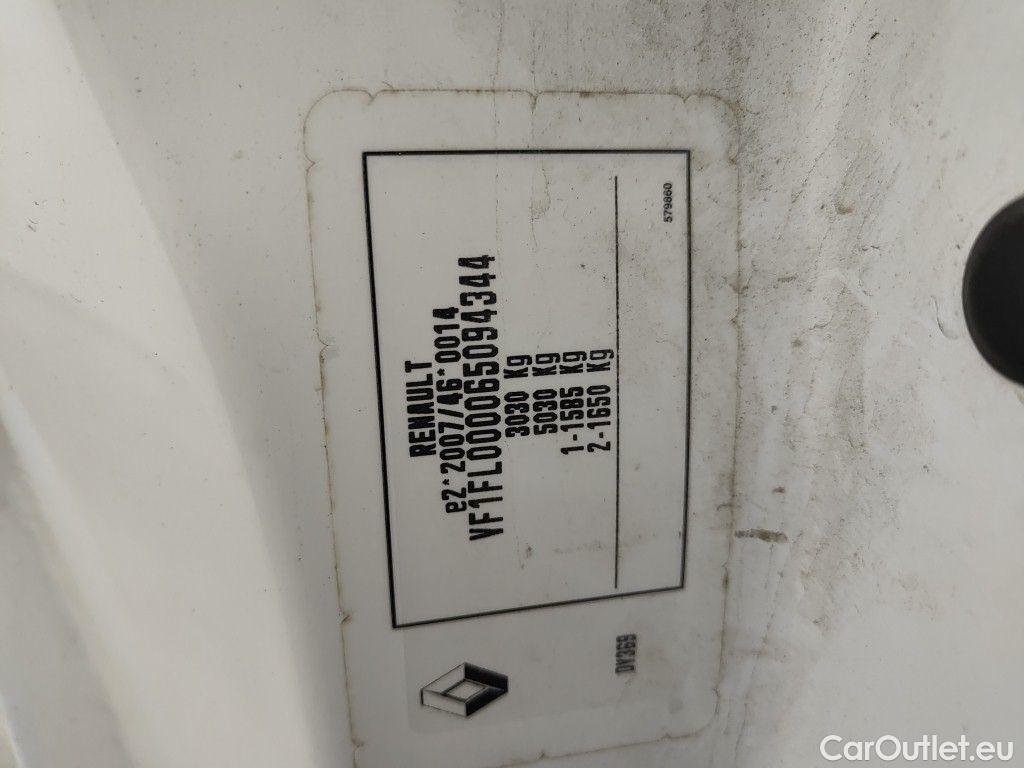 RENAULT
e2*2007/46*0014
VF1FL000065094344
3030 Kg
5030 Kg
1-1585 Kg
2-1650 Kg
579860
DV369
CarOutlet.eu